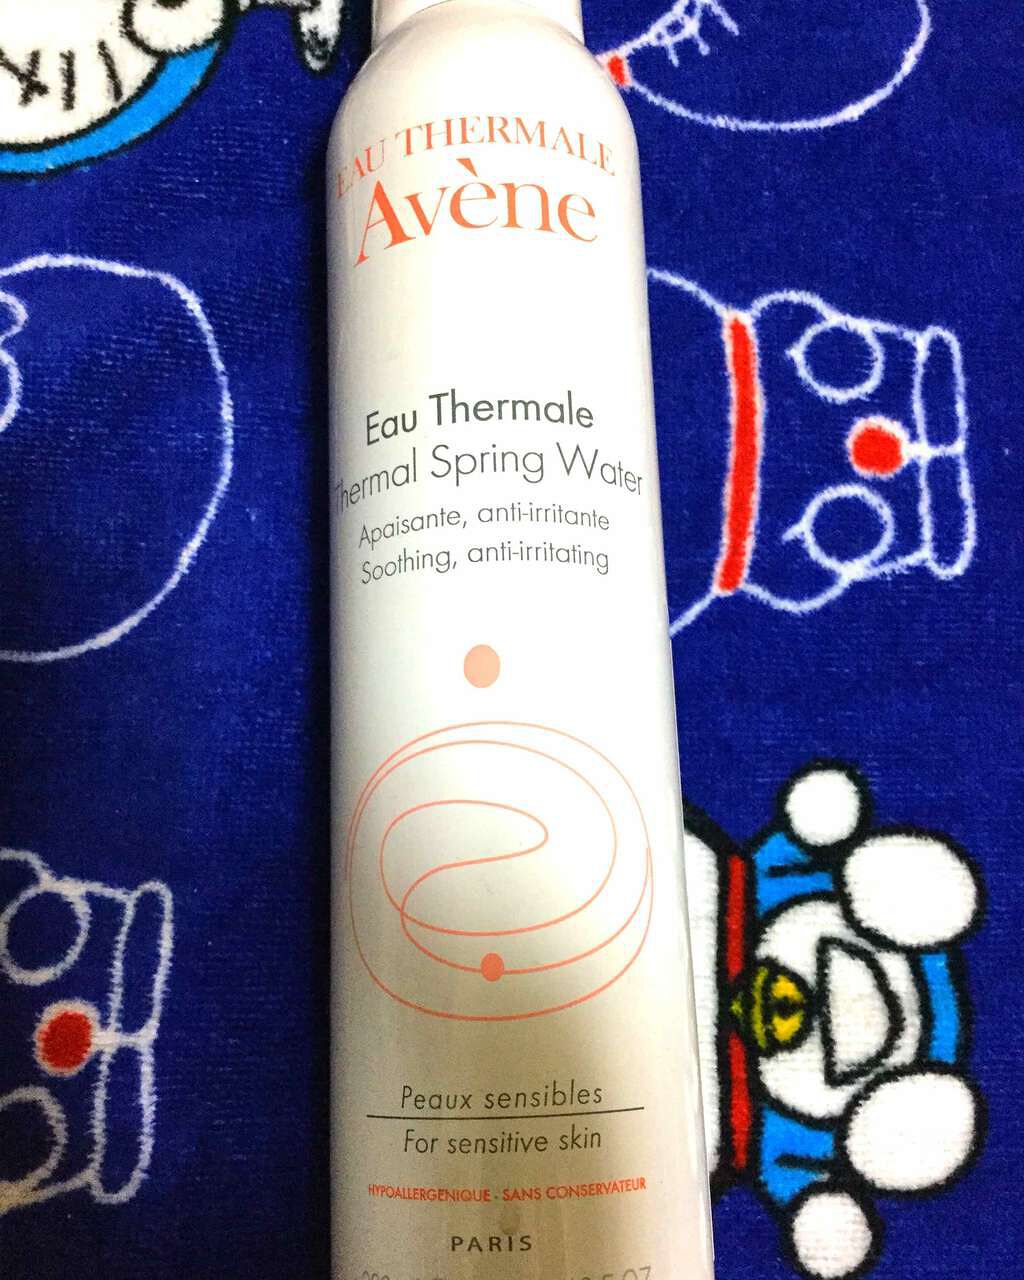 EAU THERMALE
Avène
Eau Thermale
Thermal Spring Water
Apaisante, anti-irritante
Soothing, anti-irritating
Peaux sensibles
For sensitive skin
HYPOALLERGÉNIQUE - SANS CONSERVATEUR
PARIS